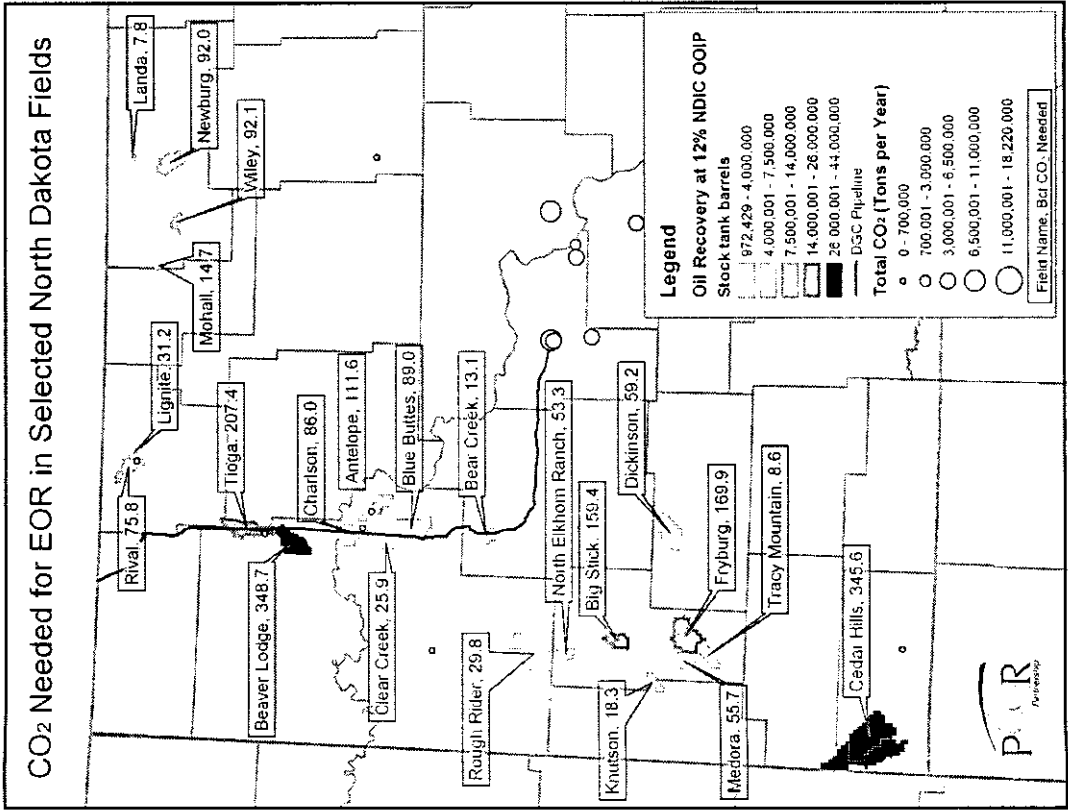 CO2 Needed for EOR in Selected North Dakota Fields
Landa, 7.8
Newburg, 92.0
Wiley, 92.1
Mohall, 14.7
Lignite, 31.2
Rival, 75.8
Tioga, 207.4
Beaver Lodge, 348.7
Charlson, 86.0
Antelope, 111.6
Clear Creek, 25.9
Blue Buttes, 89.0
Bear Creek, 13.1
Rough Rider, 29.8
North Elkhorn Ranch, 53.3
Big Stick, 159.4
Knutson, 18.3
Dickinson, 59.2
Fryburg, 169.9
Medora, 55.7
Tracy Mountain, 8.6
Cedar Hills, 345.6
Legend
Oil Recovery at 12% NDIC OOIP
Stock tank barrels
972,429 - 4,000,000
4,000,001 - 7,500,000
7,500,001 - 14,000,000
14,000,001 - 26,000,000
26,000,001 - 44,000,000
DGC Pipeline
Total CO2 (Tons per Year)
0 - 700,000
700,001 - 3,000,000
3,000,001 - 6,500,000
6,500,001 - 11,000,000
11,000,001 - 18,220,000
Field Name, Bcf CO2 Needed
P C R
Partnership